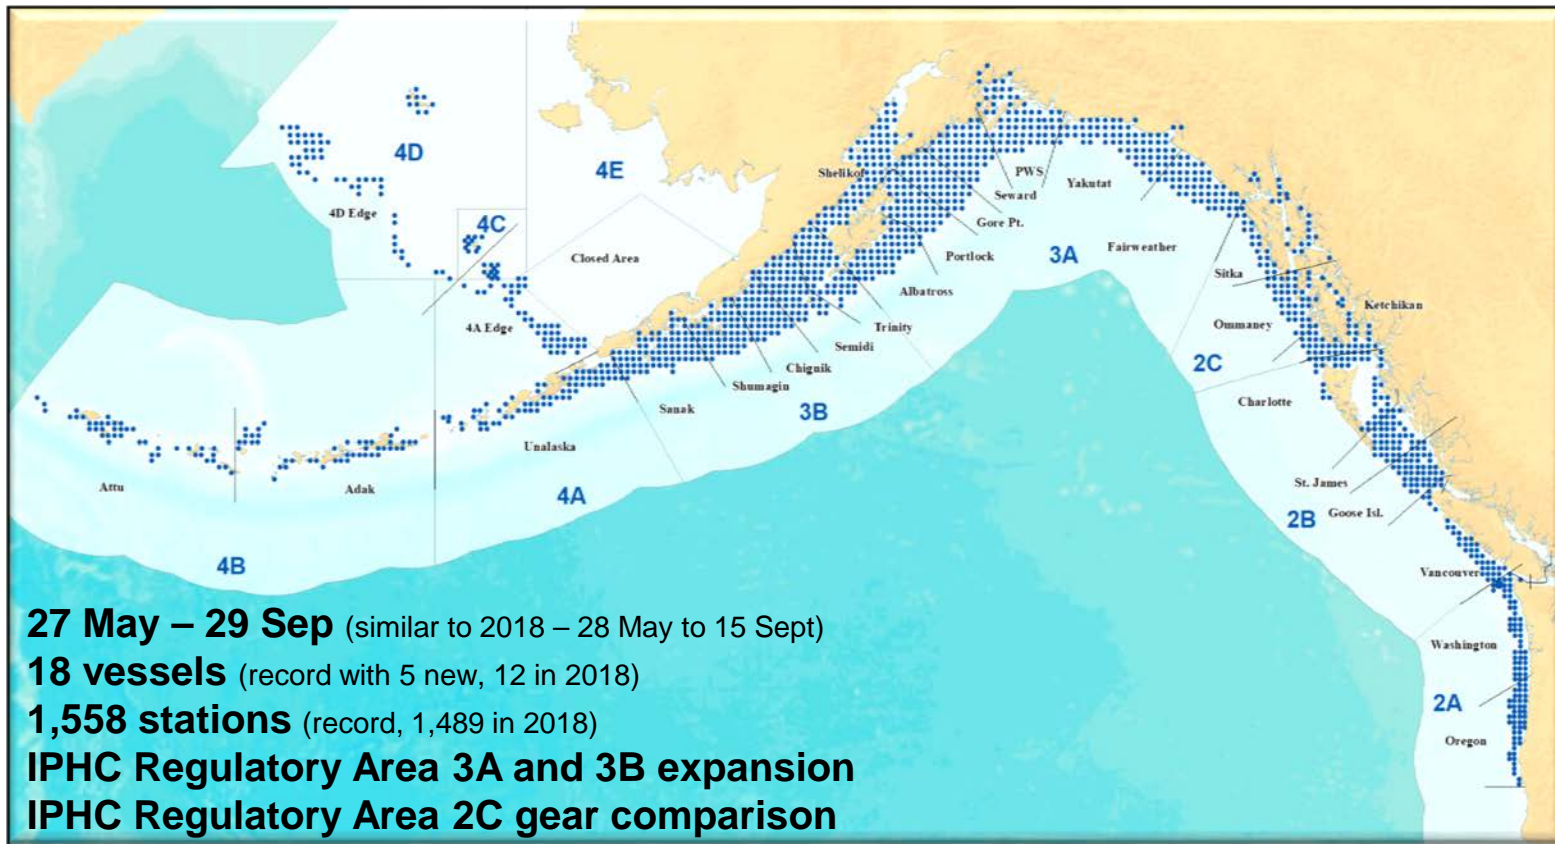 4D
4E
4D Edge
4C
Closed Area
4A Edge
Shelikof
PWS
Seward
Yakutat
Gore Pt.
Portlock
3A
Fairweather
Albatross
Sitka
Trinity
Ketchikan
Semidi
Ommaney
Chignik
2C
Shumagin
Charlotte
Sanak
3B
Unalaska
Attu
Adak
4A
St. James
2B
Goose Isl.
4B
Vancouver
Washington
2A
Oregon
27 May – 29 Sep (similar to 2018 – 28 May to 15 Sept)
18 vessels (record with 5 new, 12 in 2018)
1,558 stations (record, 1,489 in 2018)
IPHC Regulatory Area 3A and 3B expansion
IPHC Regulatory Area 2C gear comparison